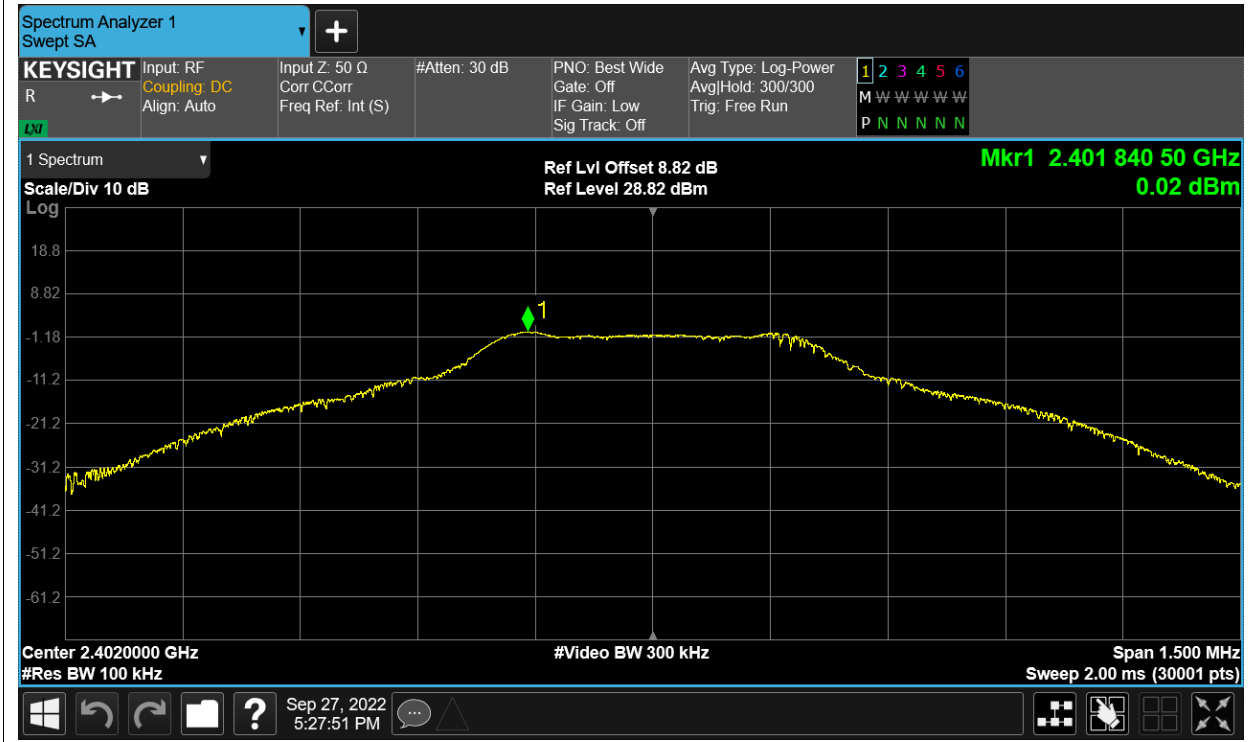 Spectrum Analyzer 1
Swept SA
KEYSIGHT
R
LXI
Input: RF
Coupling: DC
Align: Auto
Input Z: 50 Ω
Corr CCorr
Freq Ref: Int (S)
#Atten: 30 dB
PNO: Best Wide
Gate: Off
IF Gain: Low
Sig Track: Off
Avg Type: Log-Power
Avg|Hold: 300/300
Trig: Free Run
1 2 3 4 5 6
M W W W W W
P N N N N N
1 Spectrum
Scale/Div 10 dB
Log
Ref Lvl Offset 8.82 dB
Ref Level 28.82 dBm
Mkr1 2.401 840 50 GHz
0.02 dBm
18.8
8.82
1
-1.18
-11.2
-21.2
-31.2
-41.2
-51.2
-61.2
Center 2.4020000 GHz
#Video BW 300 kHz
Span 1.500 MHz
#Res BW 100 kHz
Sweep 2.00 ms (30001 pts)
?
Sep 27, 2022
5:27:51 PM